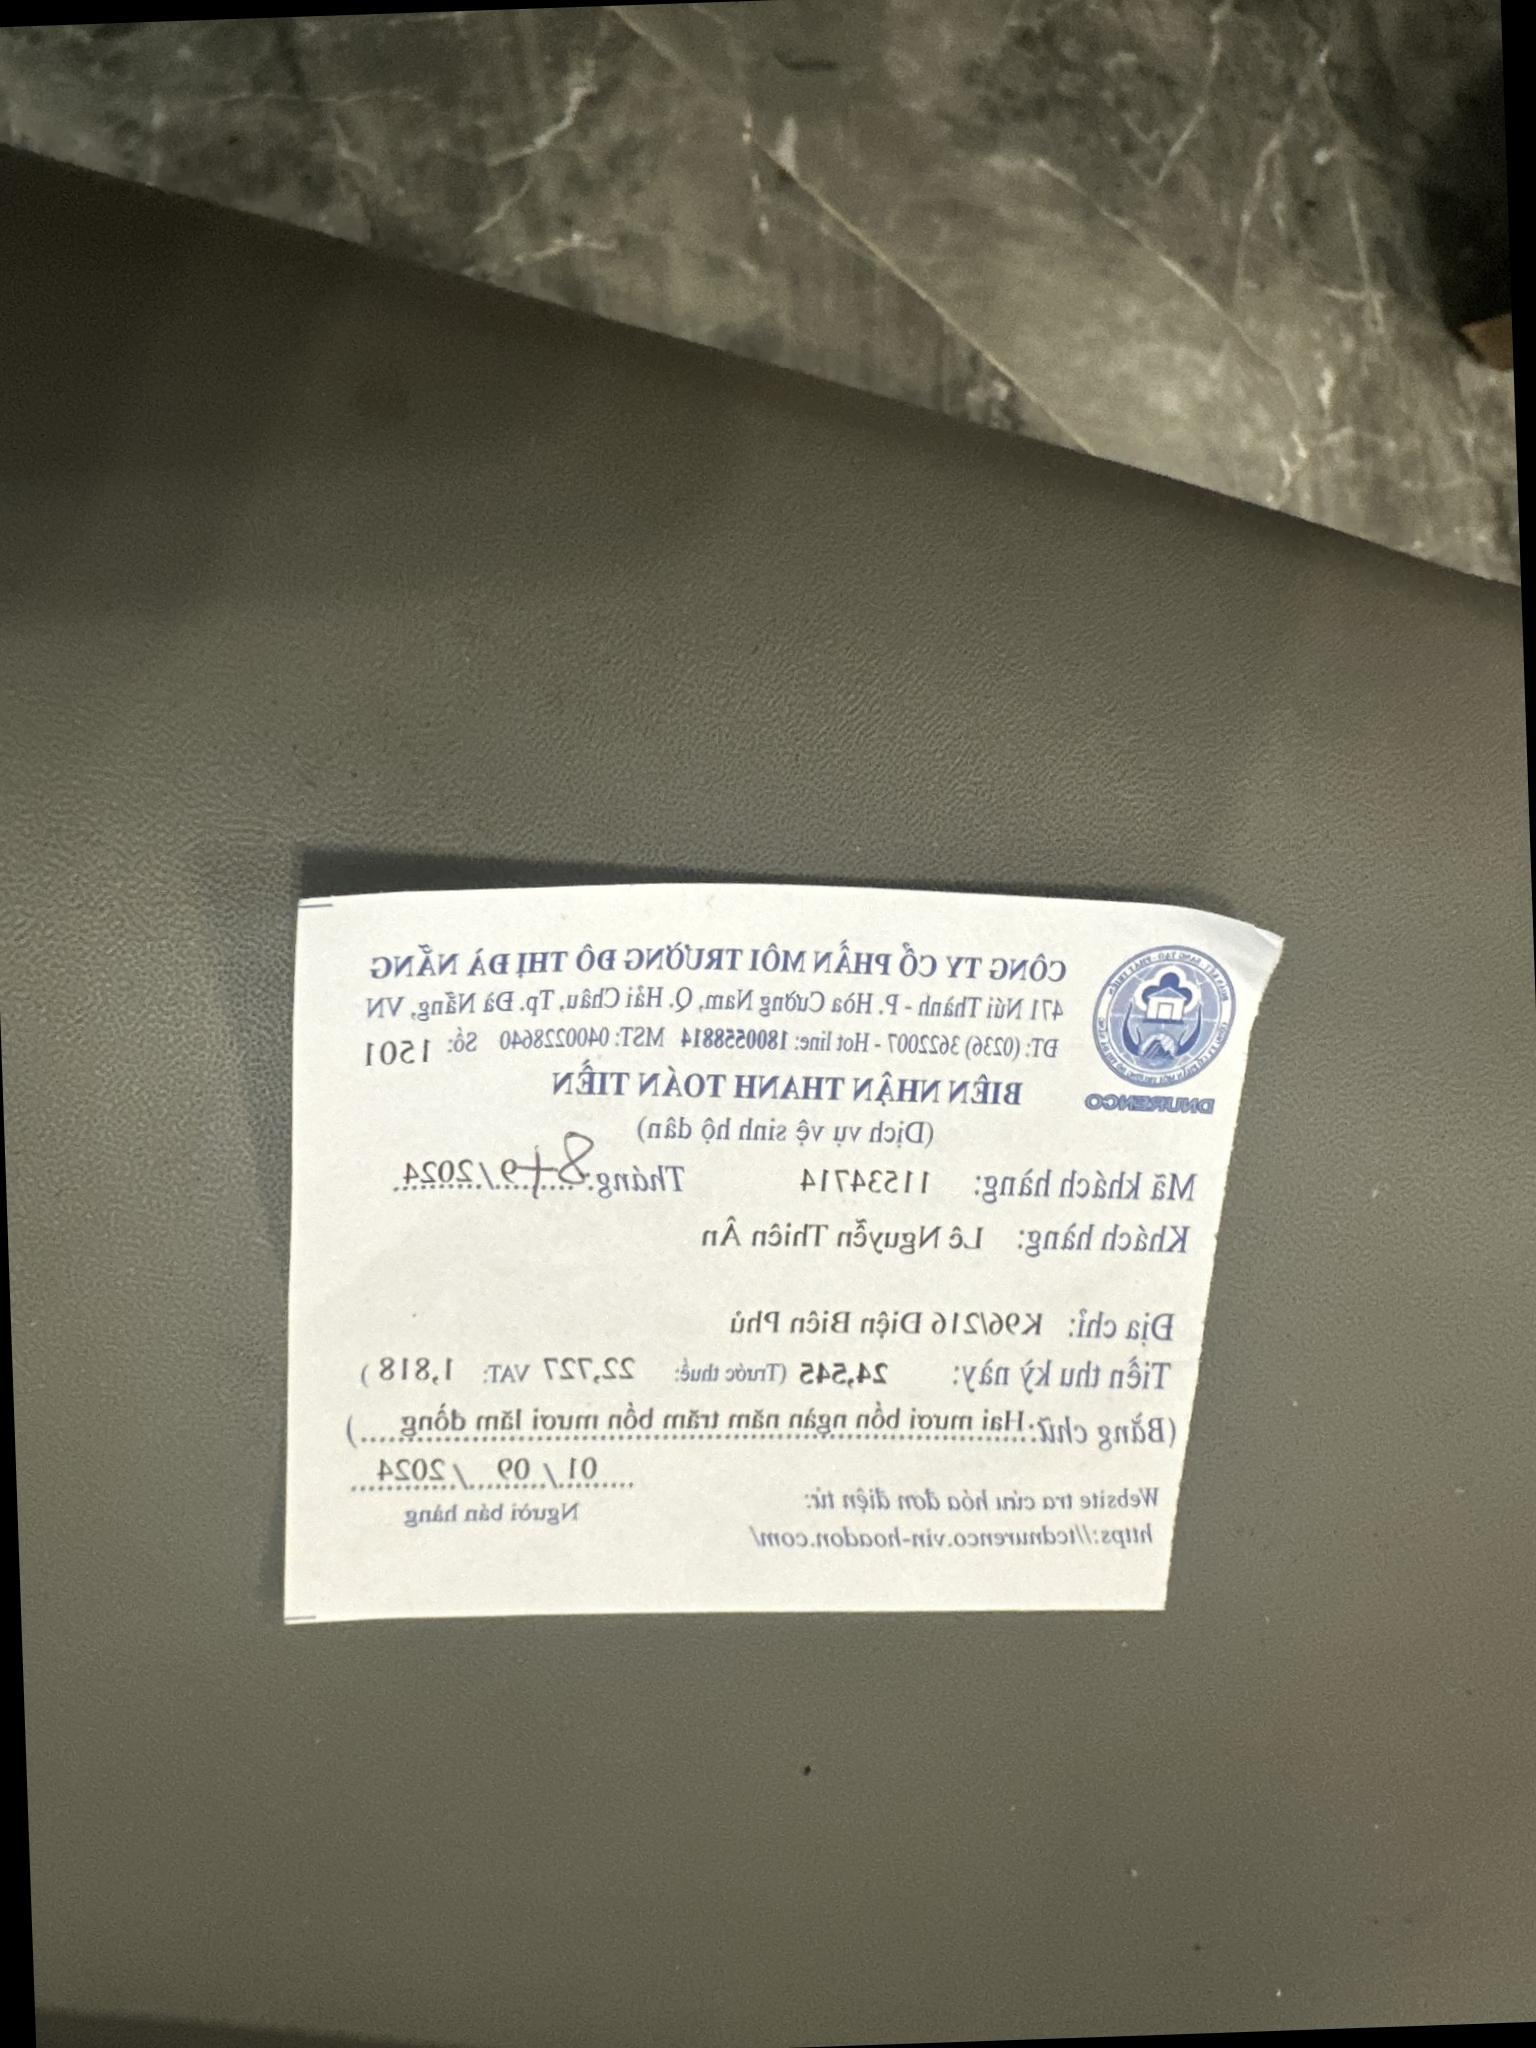 CÔNG TY CỔ PHẦN MÔI TRƯỜNG ĐÔ THỊ ĐÀ NẴNG
471 Núi Thành - P. Hòa Cường Nam, Q. Hải Châu, Tp. Đà Nẵng, VN
ĐT: (0236) 3622007 - Hot line: 1800558814 MST: 0400228640 Số: 1501
DNURENCO
BIÊN NHẬN THANH TOÁN TIỀN
(Dịch vụ vệ sinh hộ dân)
Mã khách hàng: 11534714 Tháng: 8+9/2024
Khách hàng: Lê Nguyễn Thiên Ân
Địa chỉ: K96/216 Điện Biên Phủ
Tiền thu kỳ này: 24,545 (Trước thuế: 22,727 VAT: 1,818 )
(Bằng chữ: Hai mươi bốn ngàn năm trăm bốn mươi lăm đồng.....)
01 / 09 / 2024
Người bán hàng
Website tra cứu hóa đơn điện tử:
https://tcdnurenco.vin-hoadon.com/